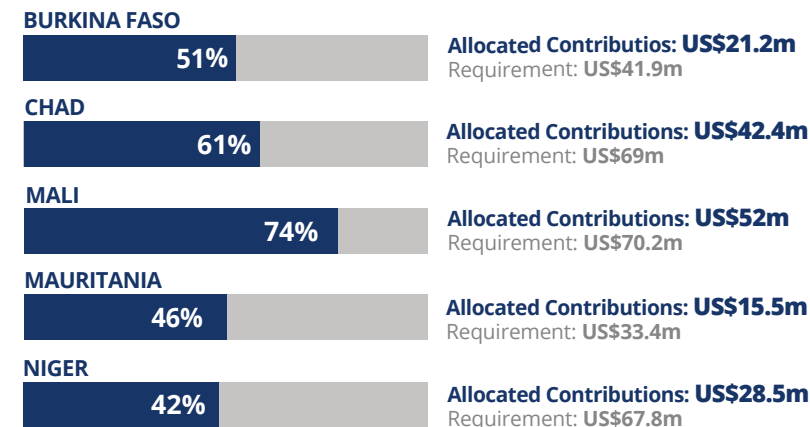 BURKINA FASO
51%
Allocated Contributios: US$21.2m
Requirement: US$41.9m
CHAD
61%
Allocated Contributions: US$42.4m
Requirement: US$69m
MALI
74%
Allocated Contributions: US$52m
Requirement: US$70.2m
MAURITANIA
46%
Allocated Contributions: US$15.5m
Requirement: US$33.4m
NIGER
42%
Allocated Contributions: US$28.5m
Requirement: US$67.8m